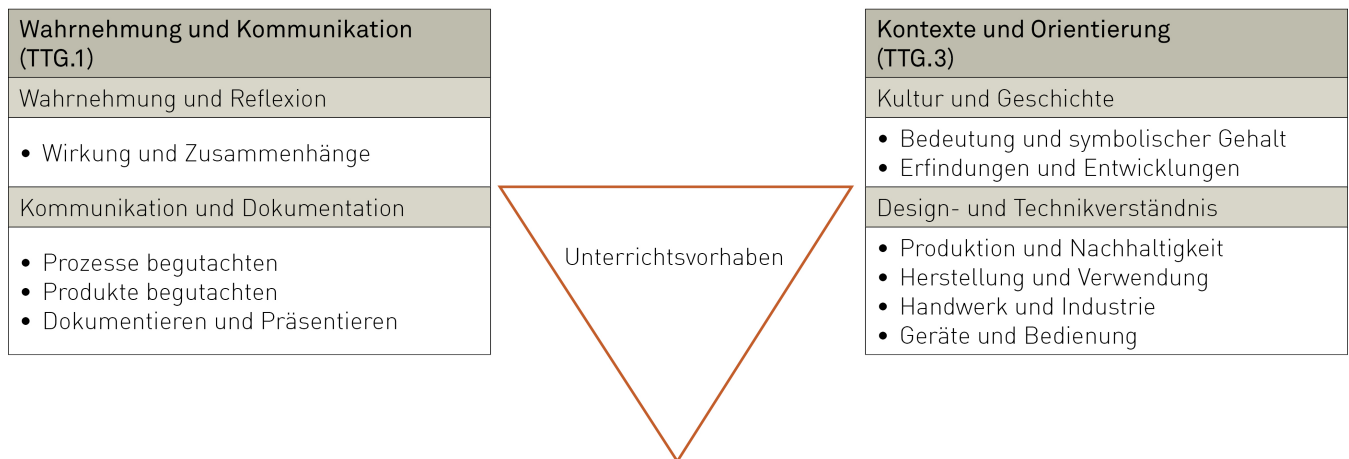 Wahrnehmung und Kommunikation
(TTG.1)
Wahrnehmung und Reflexion
• Wirkung und Zusammenhänge
Kommunikation und Dokumentation
• Prozesse begutachten
• Produkte begutachten
• Dokumentieren und Präsentieren
Unterrichtsvorhaben
Kontexte und Orientierung
(TTG.3)
Kultur und Geschichte
• Bedeutung und symbolischer Gehalt
• Erfindungen und Entwicklungen
Design- und Technikverständnis
• Produktion und Nachhaltigkeit
• Herstellung und Verwendung
• Handwerk und Industrie
• Geräte und Bedienung